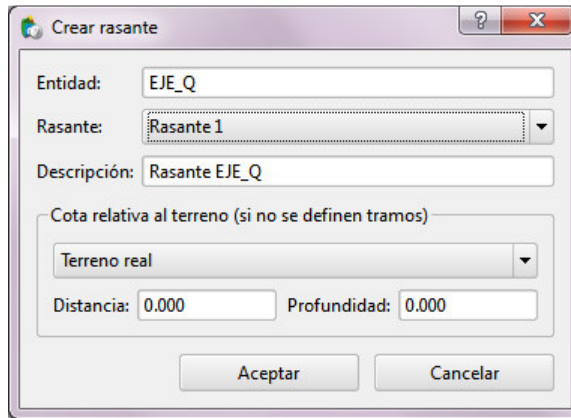 Crear rasante
Entidad: EJE_Q
Rasante: Rasante 1
Descripción: Rasante EJE_Q
Cota relativa al terreno (si no se definen tramos)
Terreno real
Distancia: 0.000 Profundidad: 0.000
Aceptar Cancelar